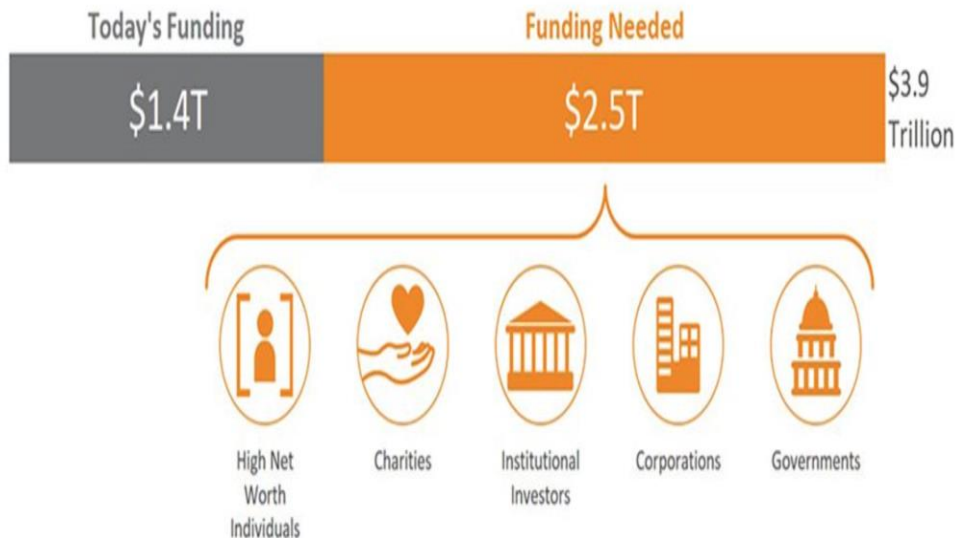 Today's Funding
Funding Needed
$1.4T
$2.5T
$3.9
Trillion
High Net
Worth
Individuals
Charities
Institutional
Investors
Corporations
Governments